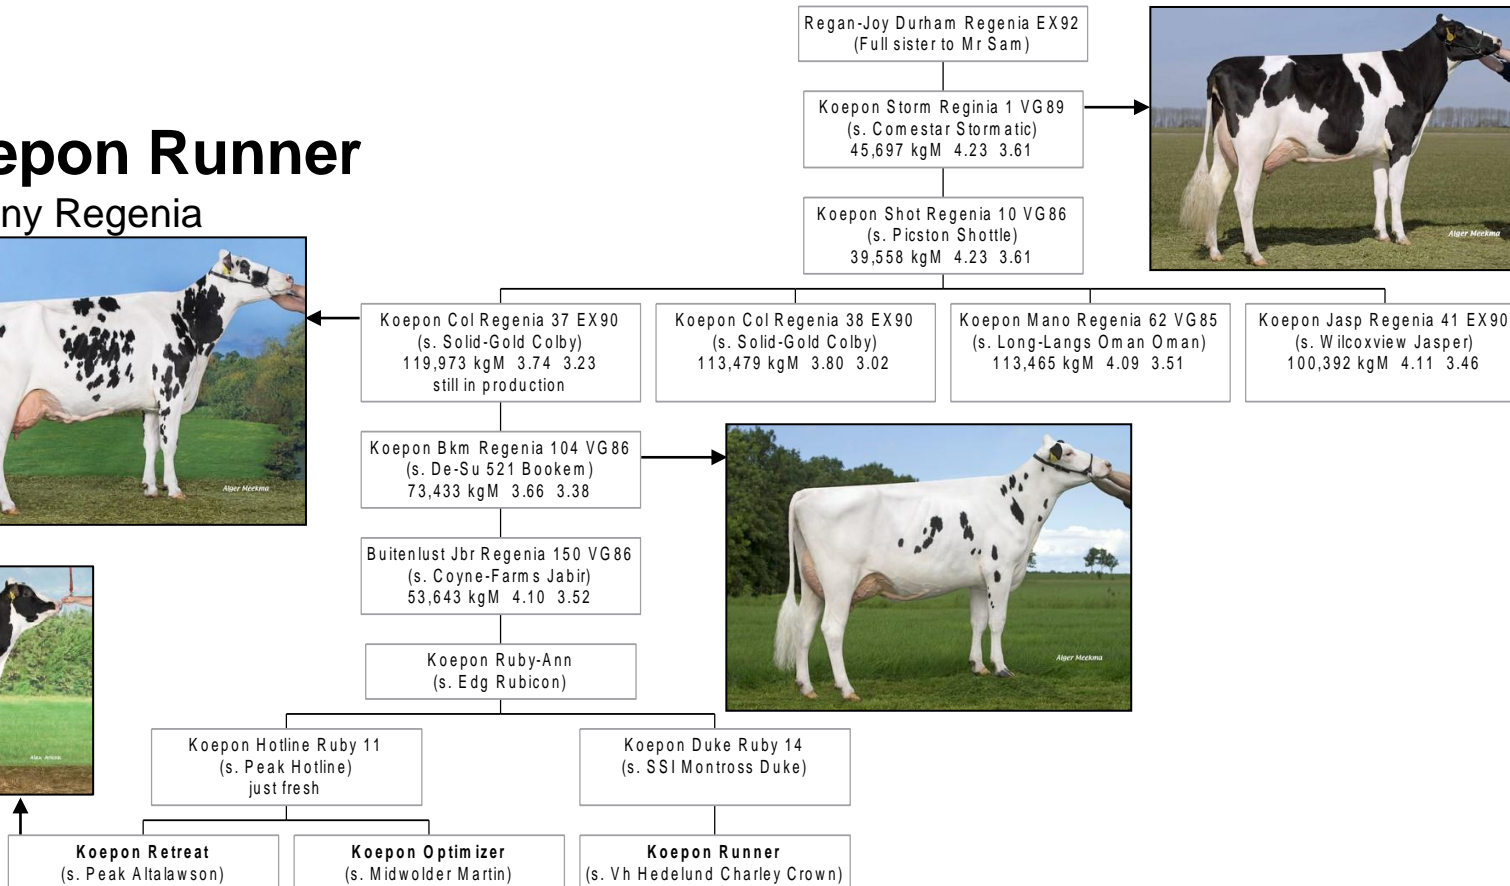 Regan-Joy Durham Regenia EX92
(Full sister to Mr Sam)
Koepon Storm Reginia 1 VG89
(s. Comestar Stormatic)
45,697 kgM 4.23 3.61
epon Runner
ny Regenia
Koepon Shot Regenia 10 VG86
(s. Picston Shottle)
39,558 kgM 4.23 3.61
Alger Meekma
Koepon Col Regenia 37 EX90
(s. Solid-Gold Colby)
119,973 kgM 3.74 3.23
still in production
Koepon Col Regenia 38 EX90
(s. Solid-Gold Colby)
113,479 kgM 3.80 3.02
Koepon Mano Regenia 62 VG85
(s. Long-Langs Oman Oman)
113,465 kgM 4.09 3.51
Koepon Jasp Regenia 41 EX90
(s. Wilcoxview Jasper)
100,392 kgM 4.11 3.46
Alger Meekma
Koepon Bkm Regenia 104 VG86
(s. De-Su 521 Bookem)
73,433 kgM 3.66 3.38
Buitenlust Jbr Regenia 150 VG86
(s. Coyne-Farms Jabir)
53,643 kgM 4.10 3.52
Alger Meekma
Koepon Ruby-Ann
(s. Edg Rubicon)
Koepon Hotline Ruby 11
(s. Peak Hotline)
just fresh
Koepon Duke Ruby 14
(s. SSI Montross Duke)
Koepon Retreat
(s. Peak Altalawson)
Koepon Optimizer
(s. Midwolder Martin)
Koepon Runner
(s. Vh Hedelund Charley Crown)